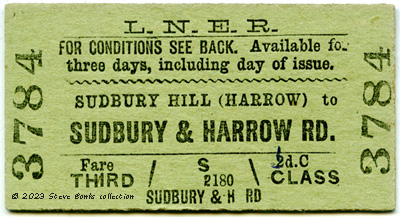 L.N.E.R.
FOR CONDITIONS SEE BACK. Available fo.
three days, including day of issue.
SUDBURY HILL (HARROW) to
SUDBURY & HARROW RD.
Fare / S / ½d.C
THIRD 2180 CLASS
SUDBURY & H RD
3784
3784
© 2023 Steve Bonts collection